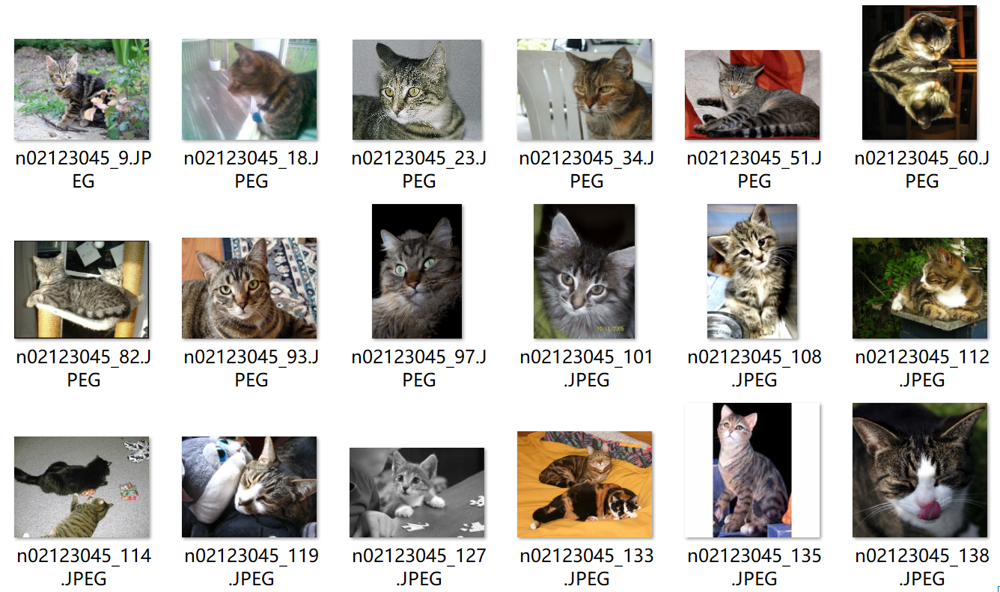 n02123045_9.JP
EG
n02123045_18.J
PEG
n02123045_23.J
PEG
n02123045_34.J
PEG
n02123045_51.J
PEG
n02123045_60.J
PEG
n02123045_82.J
PEG
n02123045_93.J
PEG
n02123045_97.J
PEG
10/11/2005
n02123045_101
.JPEG
n02123045_108
.JPEG
n02123045_112
.JPEG
n02123045_114
.JPEG
n02123045_119
.JPEG
n02123045_127
.JPEG
n02123045_133
.JPEG
n02123045_135
.JPEG
n02123045_138
.JPEG